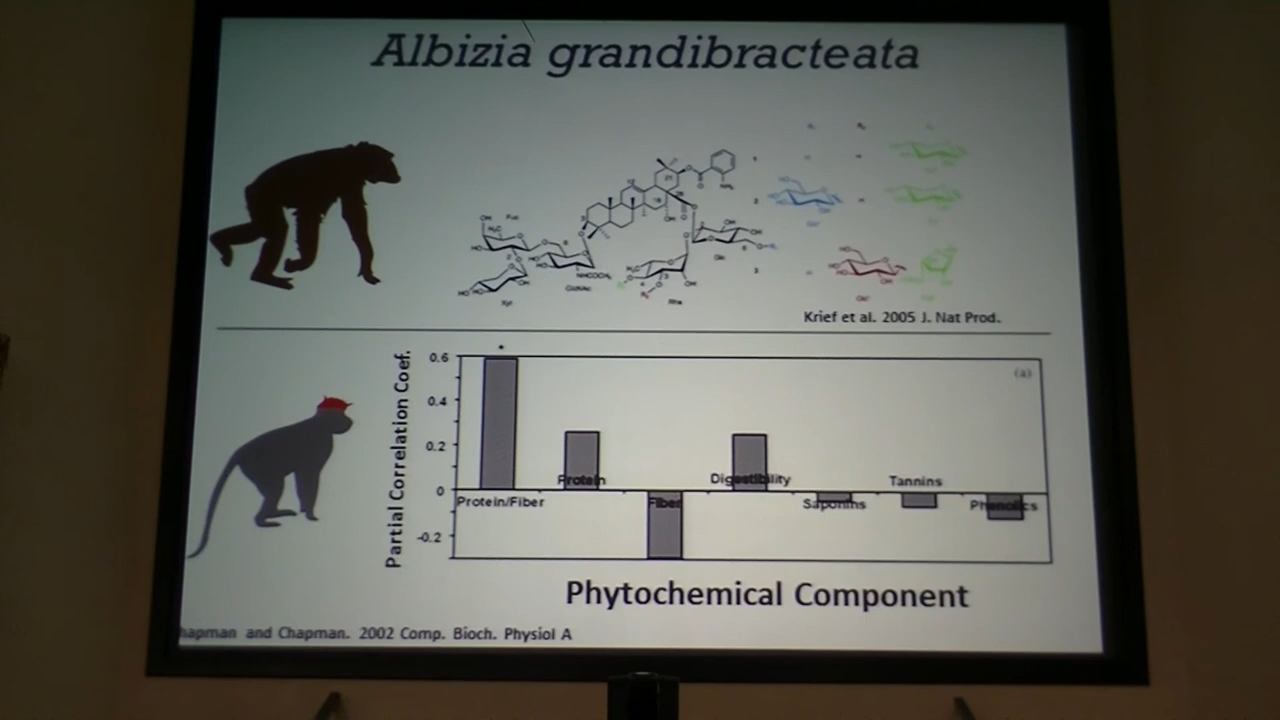 Albizia grandibracteata
Krief et al. 2005 J. Nat Prod.
Partial Correlation Coef.
0.6
0.4
0.2
0
-0.2
(a)
*
Protein/Fiber
Protein
Fiber
Digestibility
Saponins
Tannins
Phenolics
Phytochemical Component
hapman and Chapman. 2002 Comp. Bioch. Physiol A